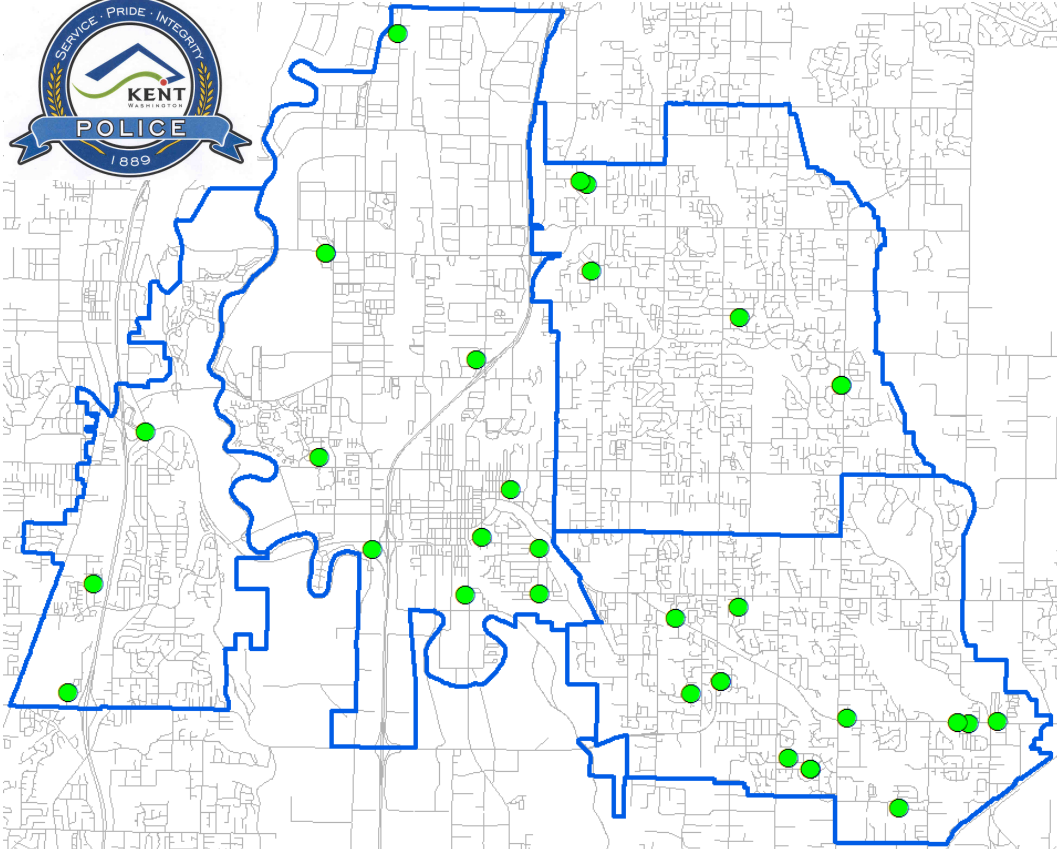 SERVICE · PRIDE · INTEGRITY
KENT
WASHINGTON
POLICE
1889